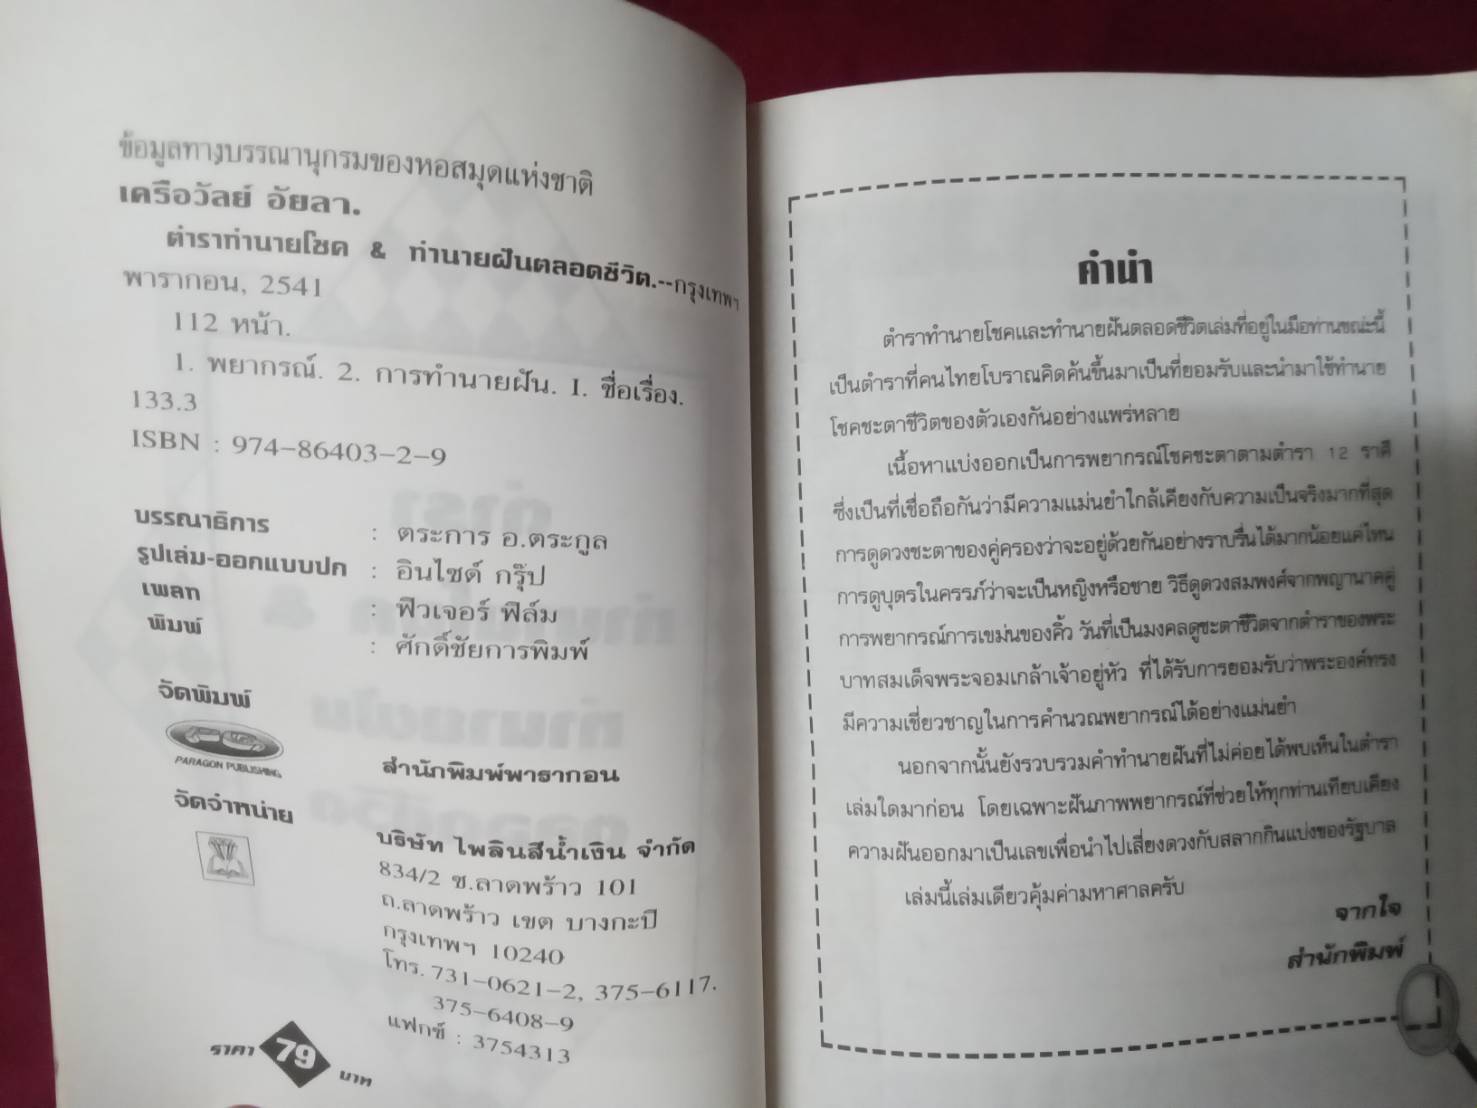 ข้อมูลทางบรรณานุกรมของหอสมุดแห่งชาติ
เครือวัลย์ อัยลา.
ตำราทำนายโชค & ทำนายฝันตลอดชีวิต.--กรุงเทพฯ
พารากอน, 2541
112 หน้า.
1. พยากรณ์. 2. การทำนายฝัน. I. ชื่อเรื่อง.
133.3
ISBN : 974-86403-2-9
บรรณาธิการ : ตระการ อ.ตระกูล
รูปเล่ม-ออกแบบปก : อินไซด์ กรุ๊ป
เพลท : ฟิวเจอร์ ฟิล์ม
พิมพ์ : ศักดิ์ชัยการพิมพ์
จัดพิมพ์
PARAGON PUBLISHING
สำนักพิมพ์พารากอน
จัดจำหน่าย
บริษัท ไพลินสีน้ำเงิน จำกัด
834/2 ซ.ลาดพร้าว 101
ถ.ลาดพร้าว เขต บางกะปิ
กรุงเทพฯ 10240
โทร. 731-0621-2, 375-6117.
375-6408-9
แฟกซ์ : 3754313
ราคา 79 บาท
คำนำ
ตำราทำนายโชคและทำนายฝันตลอดชีวิตเล่มที่อยู่ในมือท่านขณะนี้
เป็นตำราที่คนไทยโบราณคิดค้นขึ้นมาเป็นที่ยอมรับและนำมาใช้ทำนาย
โชคชะตาชีวิตของตัวเองกันอย่างแพร่หลาย
เนื้อหาแบ่งออกเป็นการพยากรณ์โชคชะตาตามตำรา 12 ราศี
ซึ่งเป็นที่เชื่อถือกันว่ามีความแม่นยำใกล้เคียงกับความเป็นจริงมากที่สุด
การดูดวงชะตาของคู่ครองว่าจะอยู่ด้วยกันอย่างราบรื่นได้มากน้อยแค่ไหน
การดูบุตรในครรภ์ว่าจะเป็นหญิงหรือชาย วิธีดูดวงสมพงศ์จากพญานาคคู่
การพยากรณ์การเขม่นของคิ้ว วันที่เป็นมงคลดูชะตาชีวิตจากตำราของพระ
บาทสมเด็จพระจอมเกล้าเจ้าอยู่หัว ที่ได้รับการยอมรับว่าพระองค์ทรง
มีความเชี่ยวชาญในการคำนวณพยากรณ์ได้อย่างแม่นยำ
นอกจากนั้นยังรวบรวมคำทำนายฝันที่ไม่ค่อยได้พบเห็นในตำรา
เล่มใดมาก่อน โดยเฉพาะฝันภาพพยากรณ์ที่ช่วยให้ทุกท่านเทียบเคียง
ความฝันออกมาเป็นเลขเพื่อนำไปเสี่ยงดวงกับสลากกินแบ่งของรัฐบาล
เล่มนี้เล่มเดียวคุ้มค่ามหาศาลครับ
จากใจ
สำนักพิมพ์